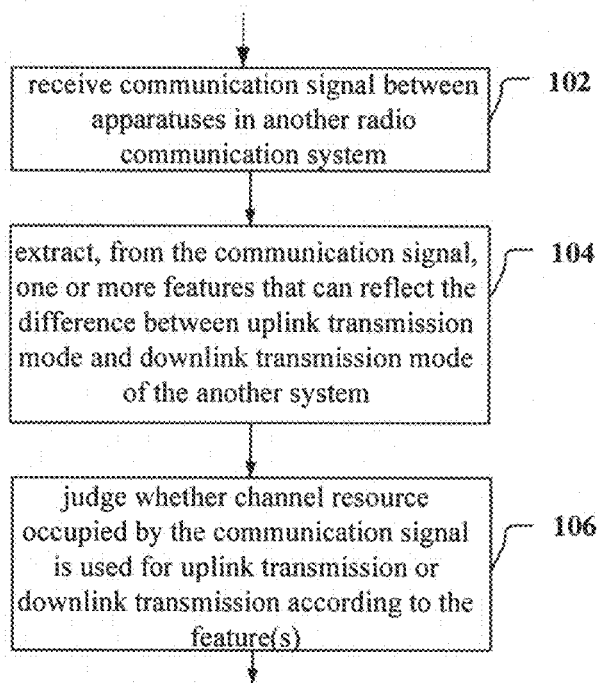 receive communication signal between
apparatuses in another radio
communication system
102
extract, from the communication signal,
one or more features that can reflect the
difference between uplink transmission
mode and downlink transmission mode
of the another system
104
judge whether channel resource
occupied by the communication signal
is used for uplink transmission or
downlink transmission according to the
feature(s)
106